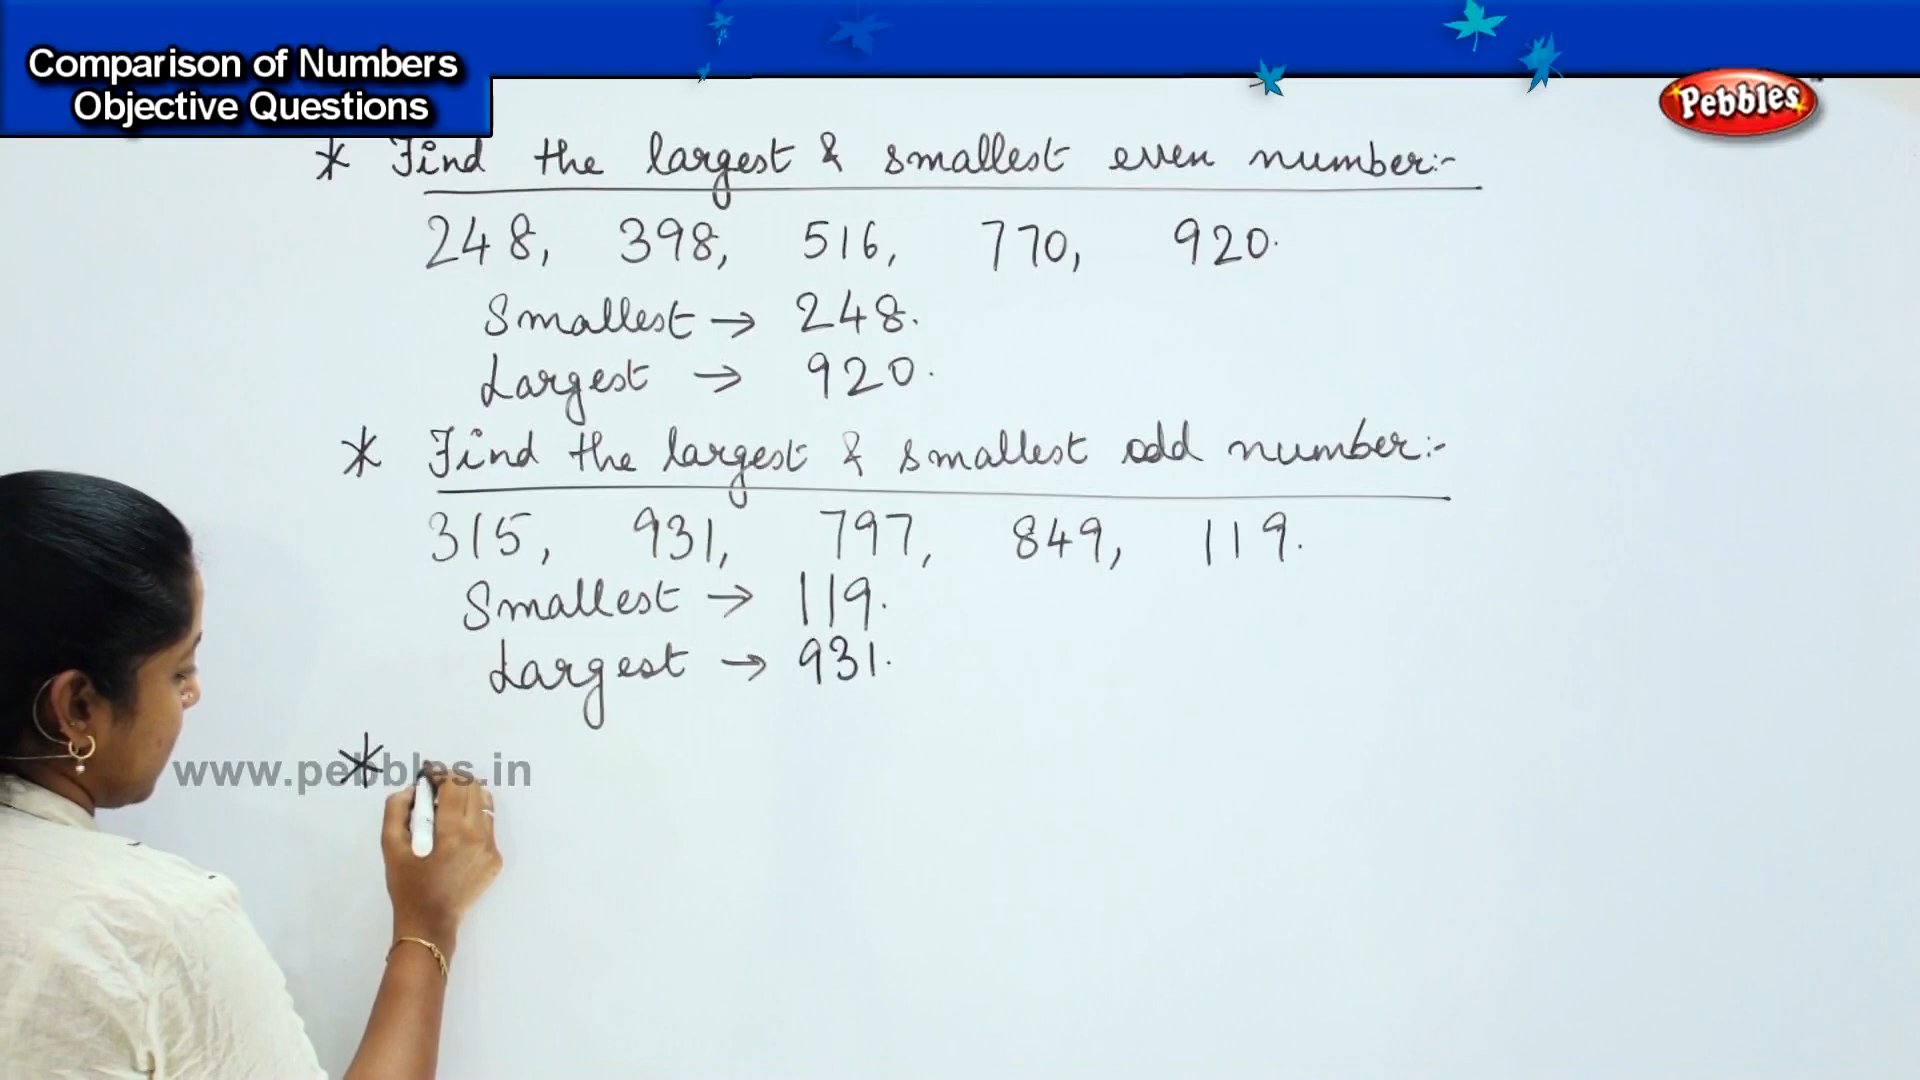 Comparison of Numbers
Objective Questions
Pebbles
* Find the largest & smallest even number:-
248, 398, 516, 770, 920.
Smallest → 248.
Largest → 920.
* Find the largest & smallest odd number:-
315, 931, 797, 849, 119.
Smallest → 119.
Largest → 931.
*
www.pebbles.in